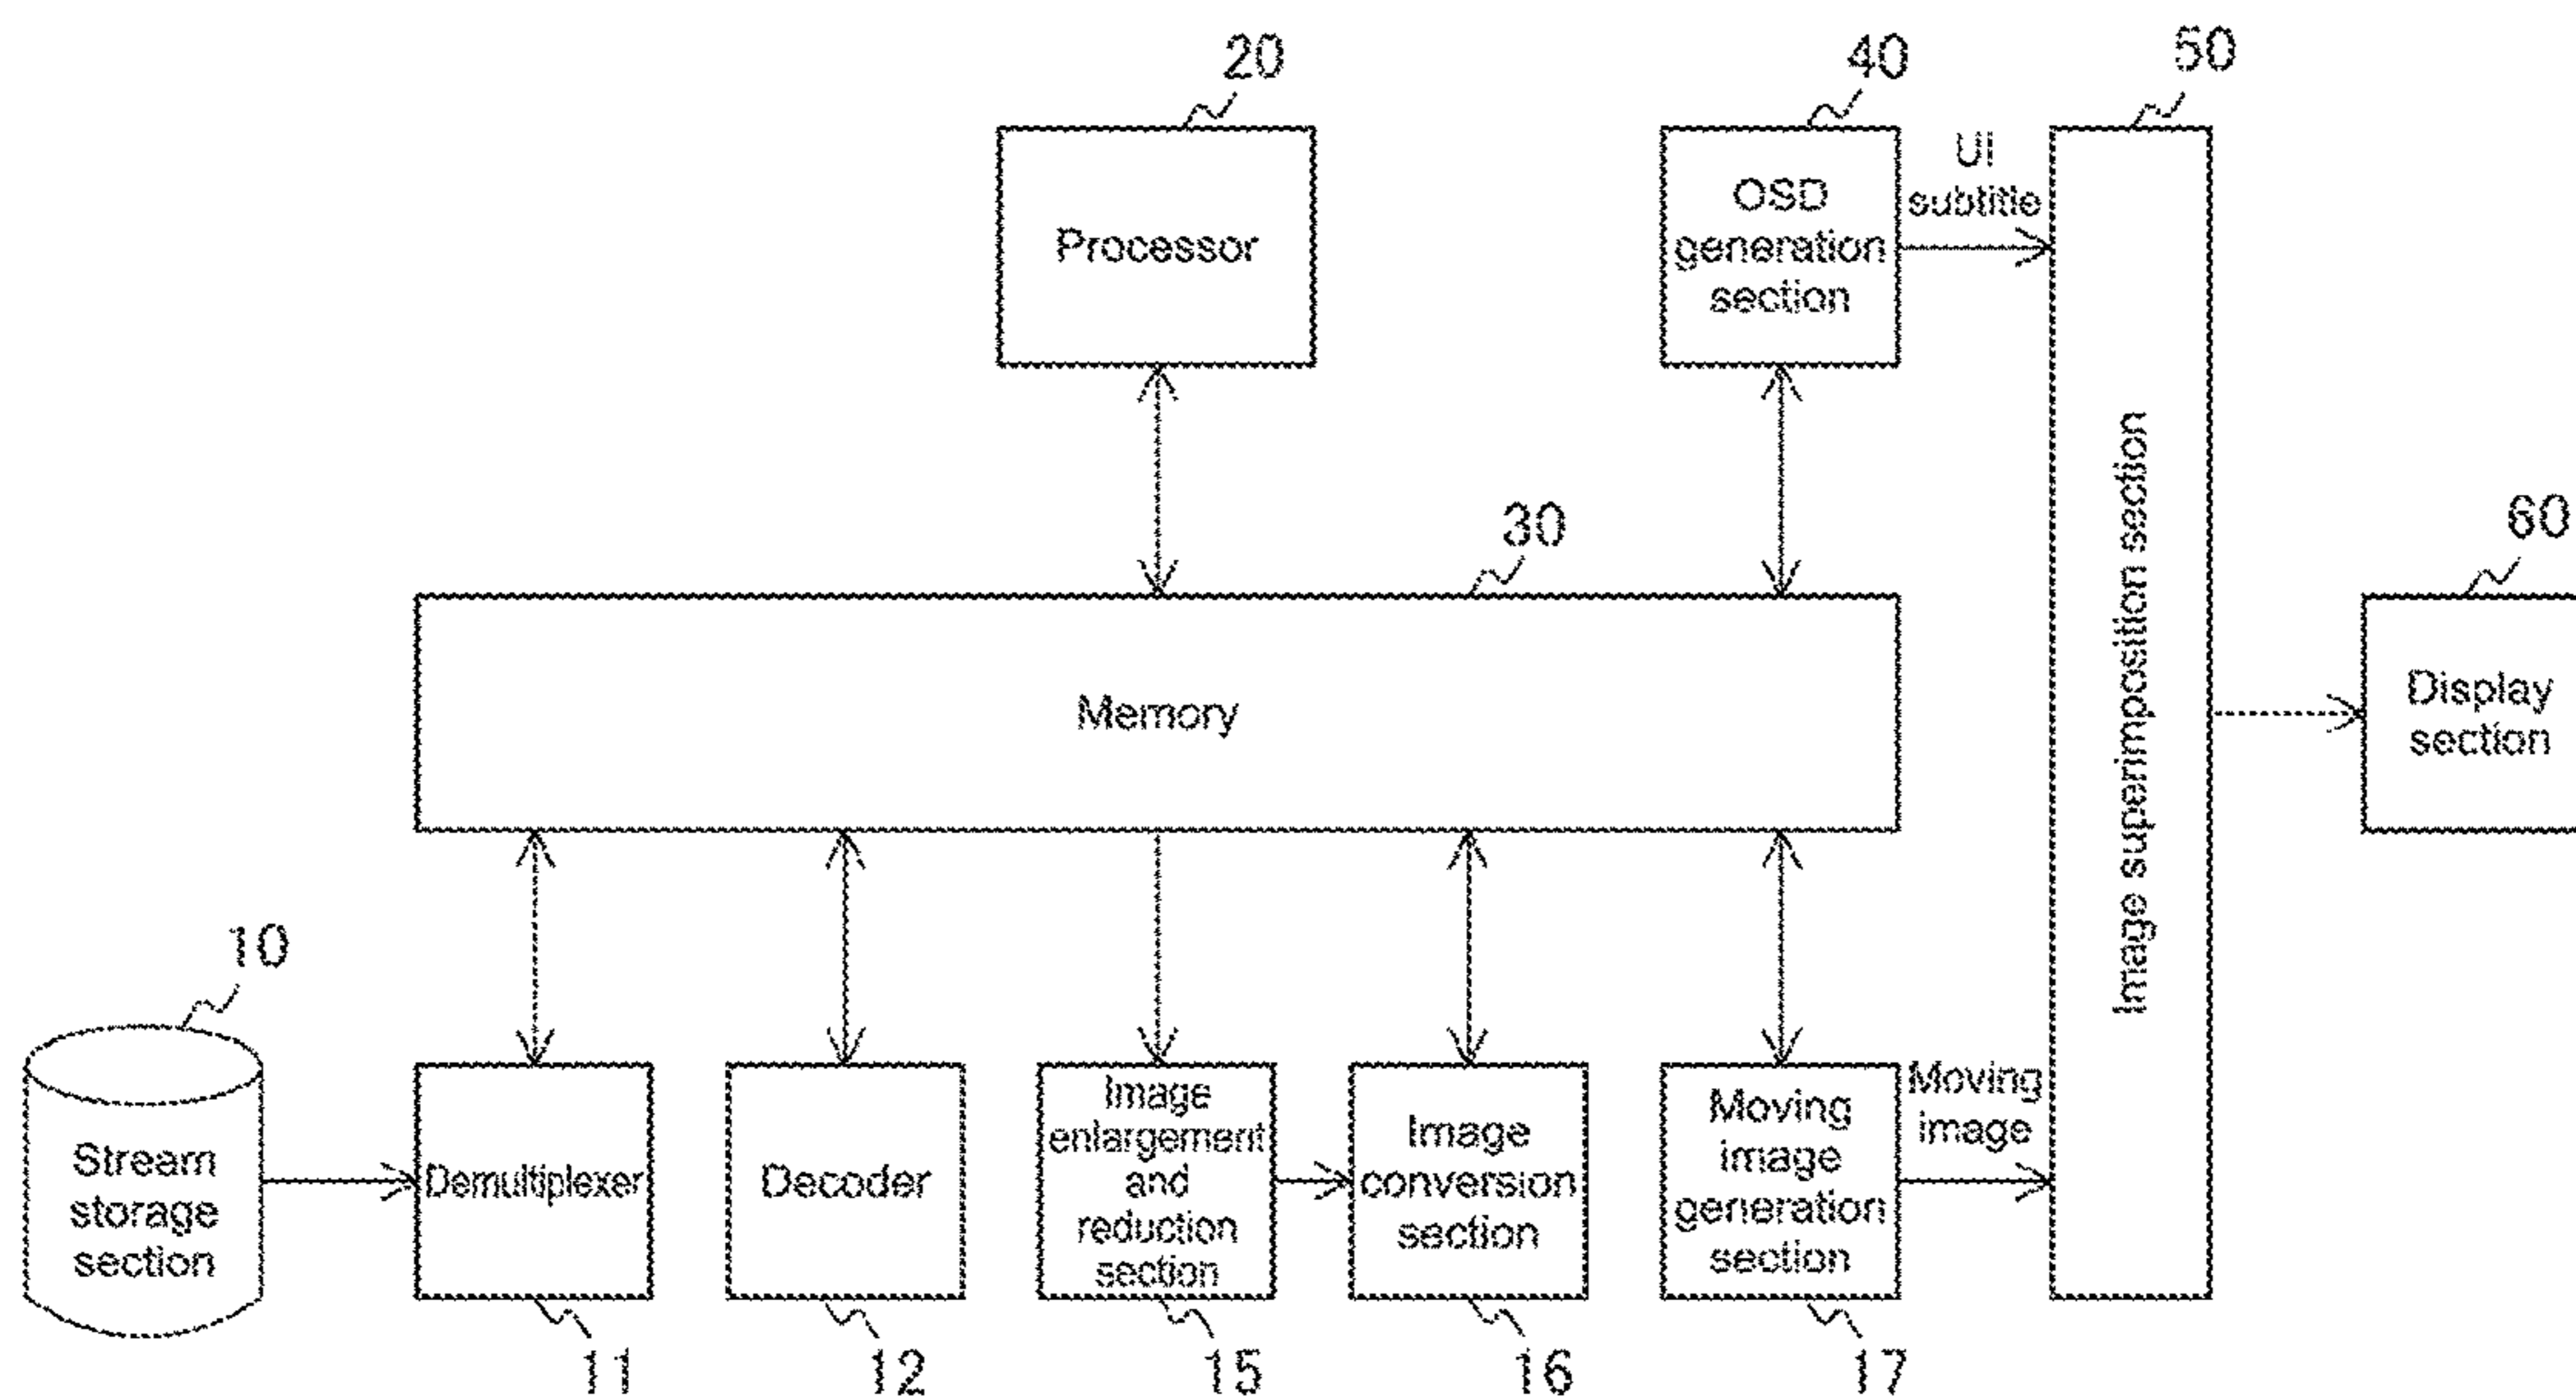 20
40
50
Processor
OSD
generation
section
UI
subtitle
30
60
Memory
Image superimposition section
Display
section
10
Stream
storage
section
Demultiplexer
Decoder
Image
enlargement
and
reduction
section
Image
conversion
section
Moving
image
generation
section
Moving
image
11
12
15
16
17